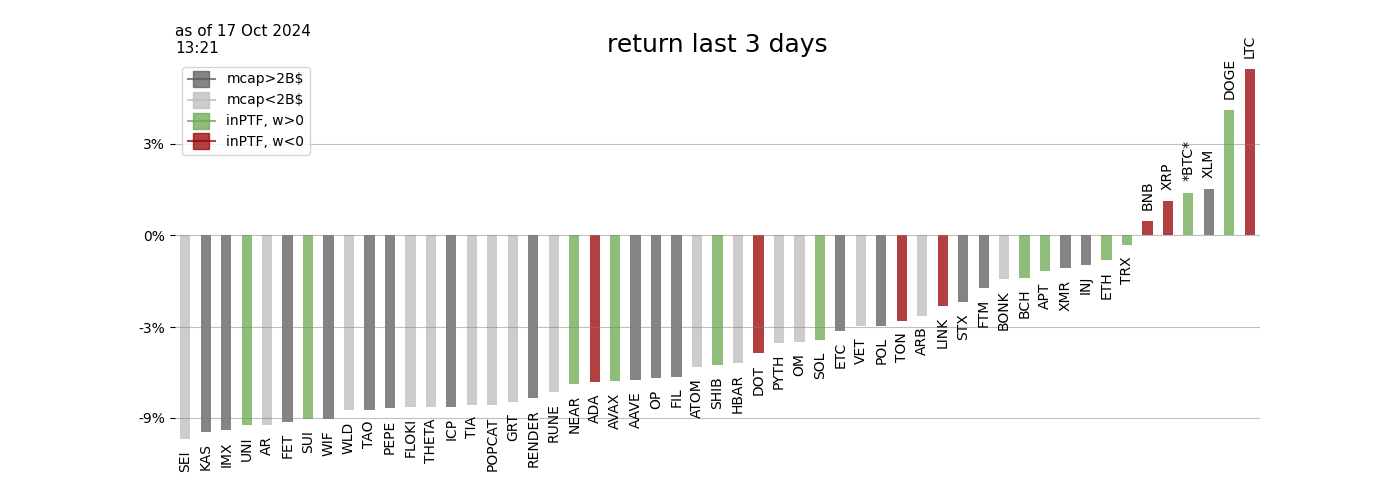 as of 17 Oct 2024
13:21
return last 3 days
mcap>2B$
mcap<2B$
inPTF, w>0
inPTF, w<0
3%
0%
-3%
-9%
SEI
KAS
IMX
UNI
AR
FET
SUI
WIF
WLD
TAO
PEPE
FLOKI
THETA
ICP
TIA
POPCAT
GRT
RENDER
RUNE
NEAR
ADA
AVAX
AAVE
OP
FIL
ATOM
SHIB
HBAR
DOT
PYTH
OM
SOL
ETC
VET
POL
TON
ARB
LINK
STX
FTM
BONK
BCH
APT
XMR
INJ
ETH
TRX
BNB
XRP
*BTC*
XLM
DOGE
LTC